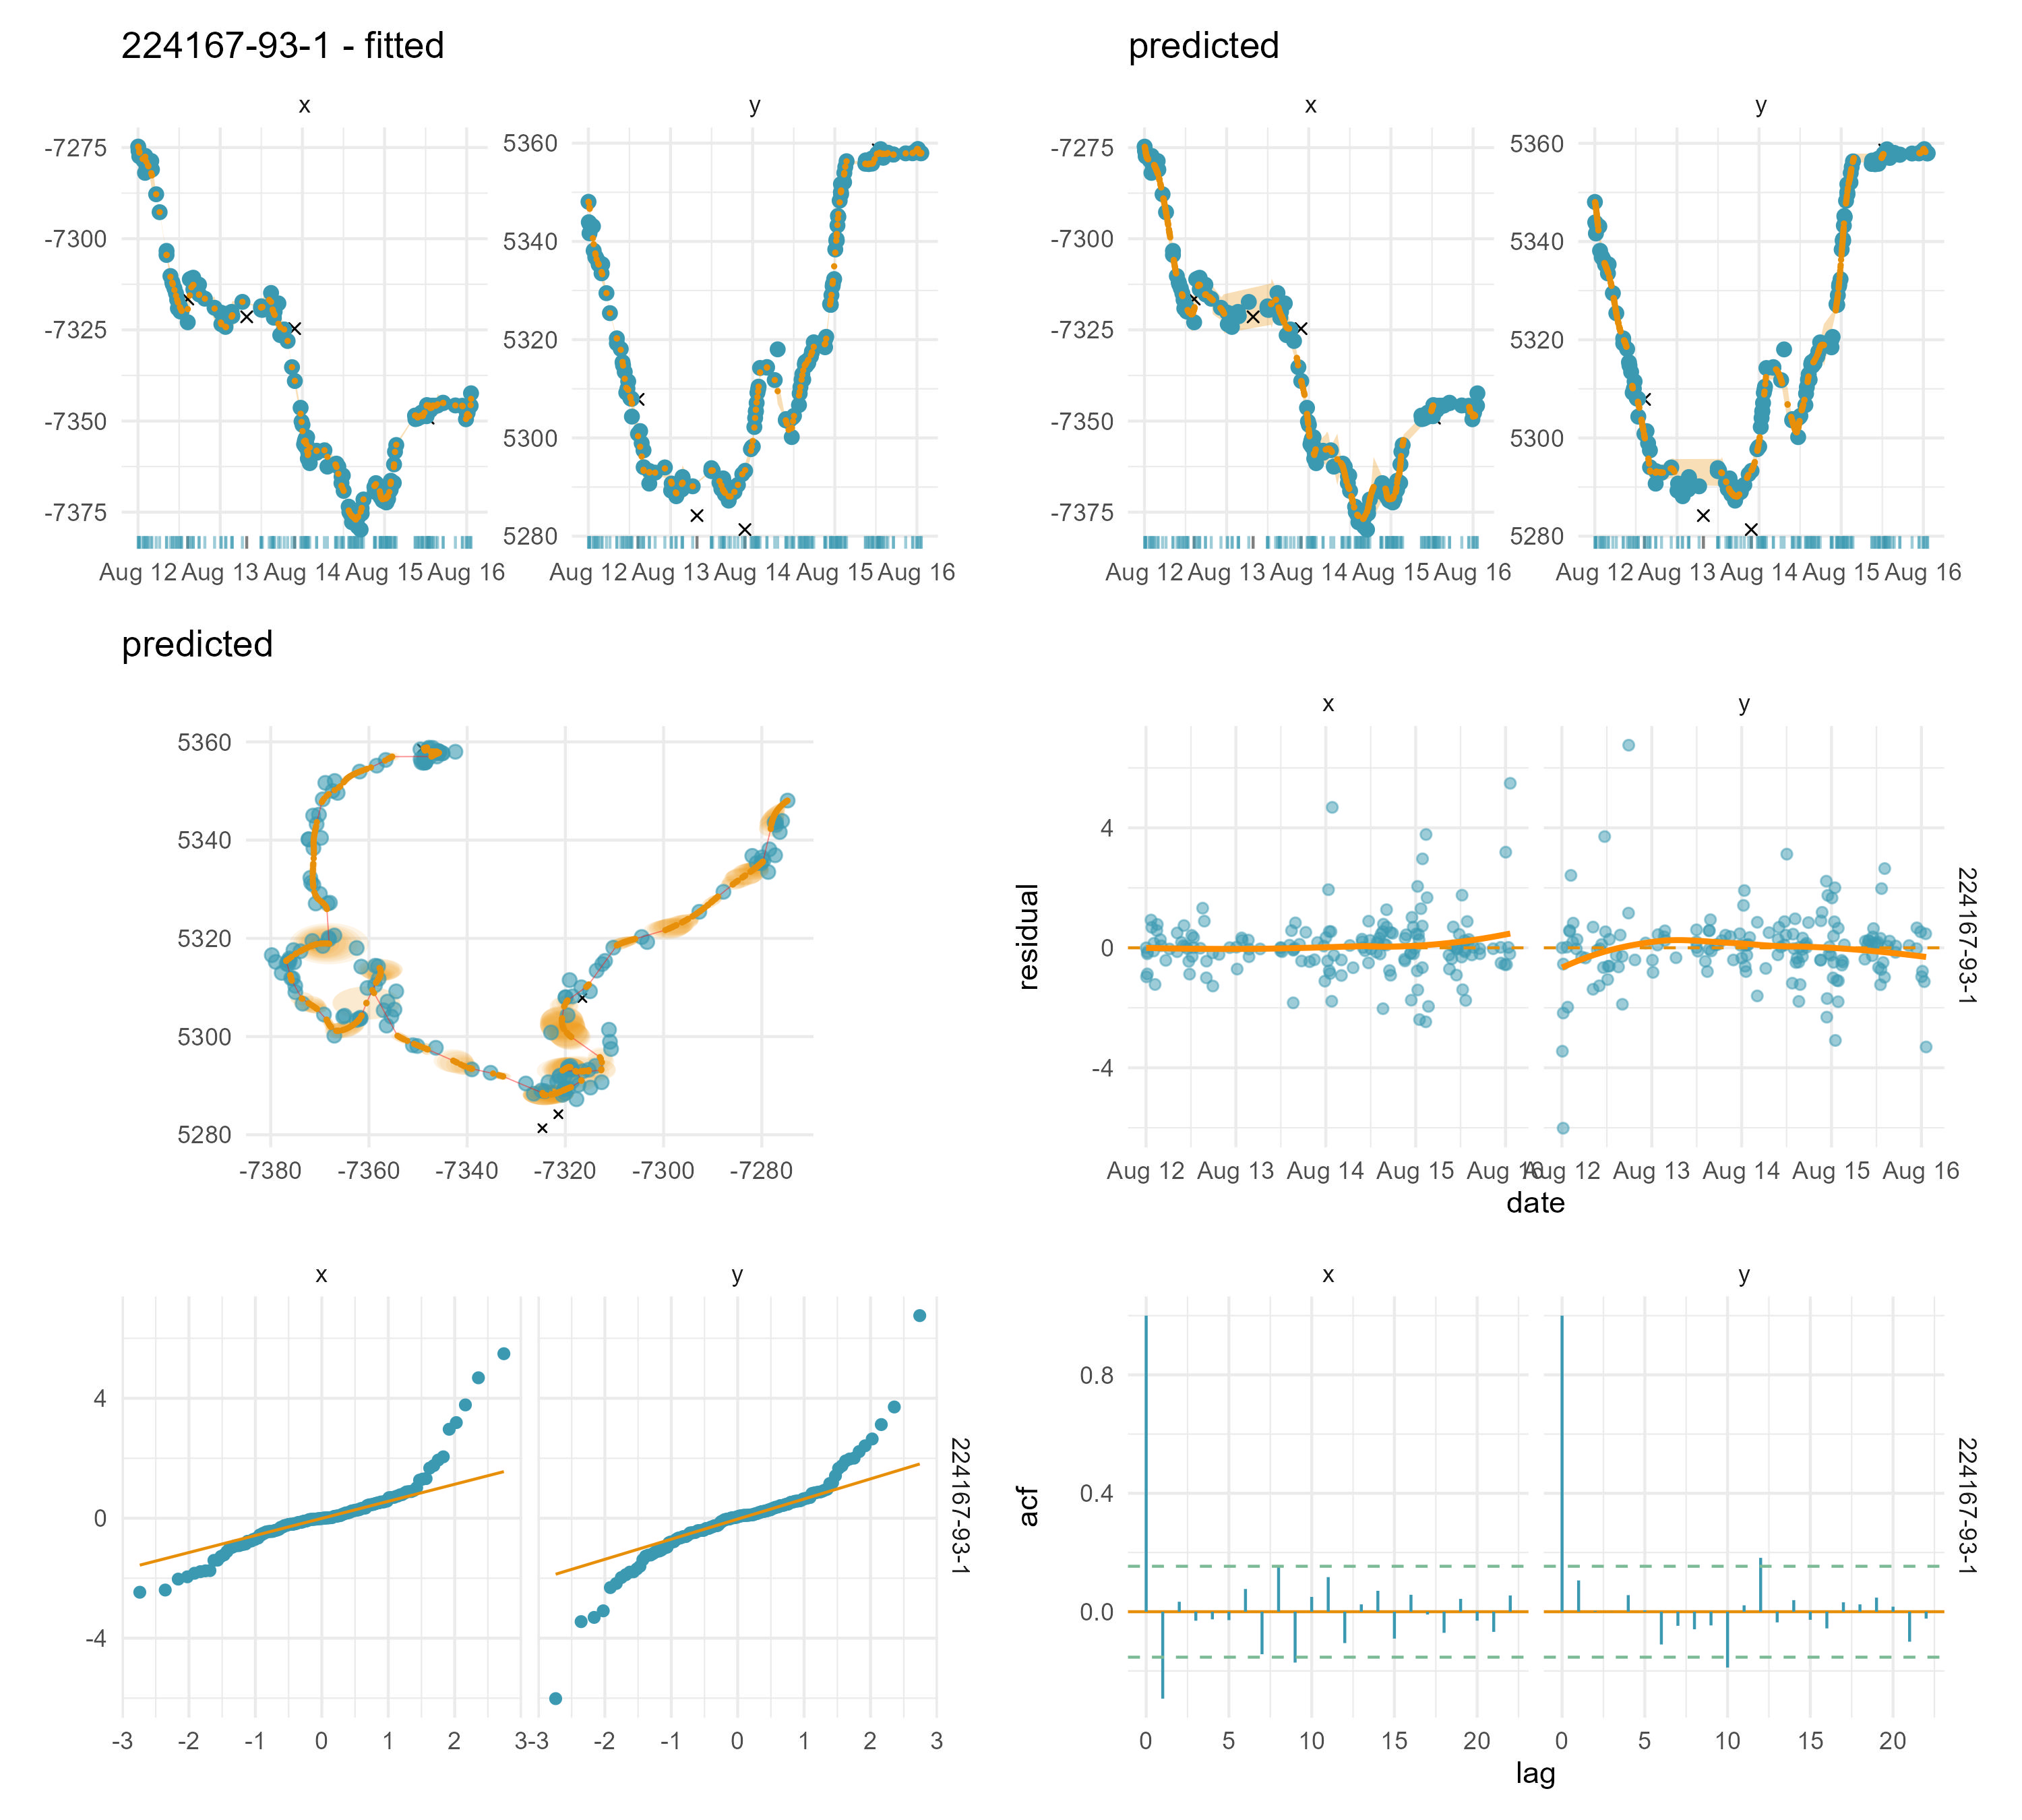 224167-93-1 - fitted
predicted
x
y
x
y
-7275
-7300
-7325
-7350
-7375
5360
5340
5320
5300
5280
-7275
-7300
-7325
-7350
-7375
5360
5340
5320
5300
5280
Aug 12 Aug 13 Aug 14 Aug 15 Aug 16
Aug 12 Aug 13 Aug 14 Aug 15 Aug 16
Aug 12 Aug 13 Aug 14 Aug 15 Aug 16
Aug 12 Aug 13 Aug 14 Aug 15 Aug 16
predicted
5360
5340
5320
5300
5280
-7380 -7360 -7340 -7320 -7300 -7280
x
y
residual
4
0
-4
224167-93-1
Aug 12 Aug 13 Aug 14 Aug 15 Aug 16
Aug 12 Aug 13 Aug 14 Aug 15 Aug 16
date
x
y
4
0
-4
224167-93-1
-3 -2 -1 0 1 2 3
-3 -2 -1 0 1 2 3
x
y
acf
0.8
0.4
0.0
224167-93-1
0 5 10 15 20
0 5 10 15 20
lag